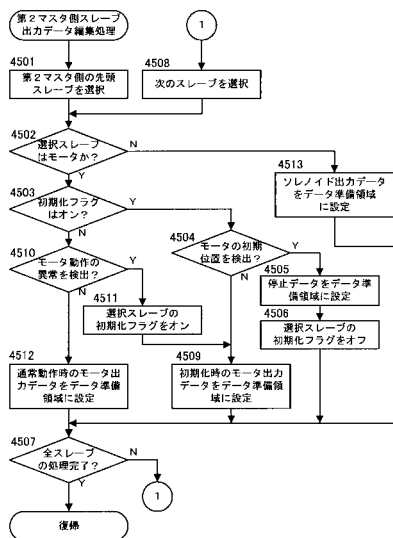 第2マスタ側スレーブ
出力データ編集処理
1
4501
第2マスタ側の先頭
スレーブを選択
4508
次のスレーブを選択
4502
選択スレーブ
はモータか?
N
Y
4513
ソレノイド出力データ
をデータ準備領域
に設定
4503
初期化フラグ
はオン?
Y
N
4504
モータの初期
位置を検出?
Y
N
4510
モータ動作の
異常を検出?
Y
N
4505
停止データをデータ準
備領域に設定
4511
選択スレーブの
初期化フラグをオン
4506
選択スレーブの
初期化フラグをオフ
4512
通常動作時のモータ出
力データをデータ準備
領域に設定
4509
初期化時のモータ出力
データをデータ準備領
域に設定
4507
全スレーブ
の処理完了?
N
Y
1
復帰